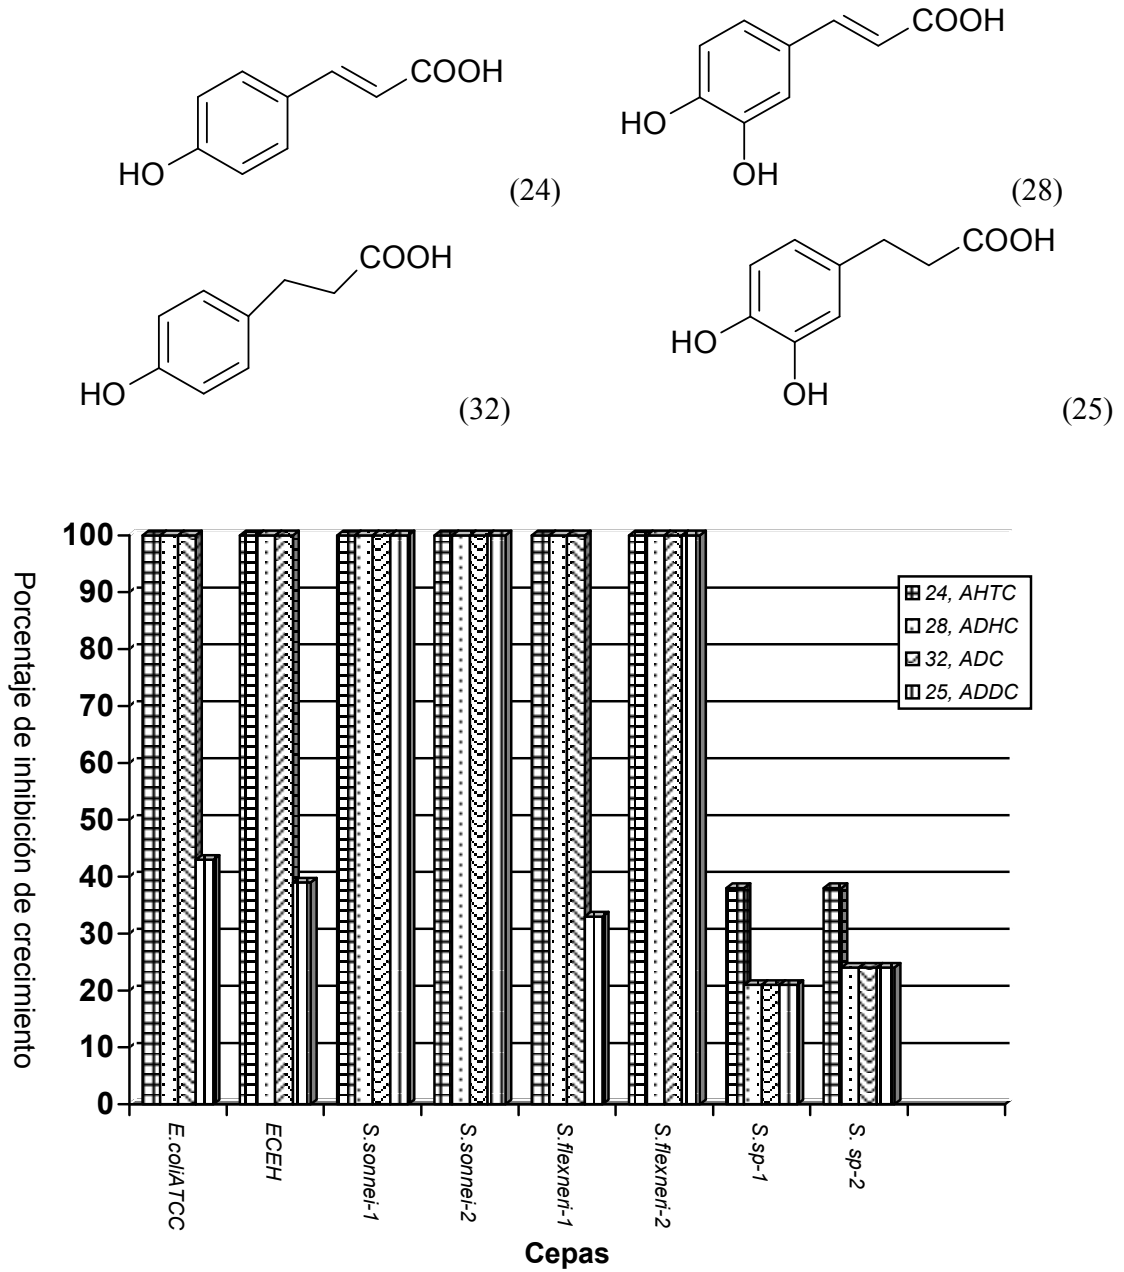 COOH
HO
(24)
COOH
HO
OH
(28)
COOH
HO
(32)
COOH
HO
OH
(25)
Porcentaje de inhibición de crecimiento
100
90
80
70
60
50
40
30
20
10
0
24, AHTC
28, ADHC
32, ADC
25, ADDC
E.coliATCC
ECEH
S.sonnei-1
S.sonnei-2
S.flexneri-1
S.flexneri-2
S.sp-1
S. sp-2
Cepas